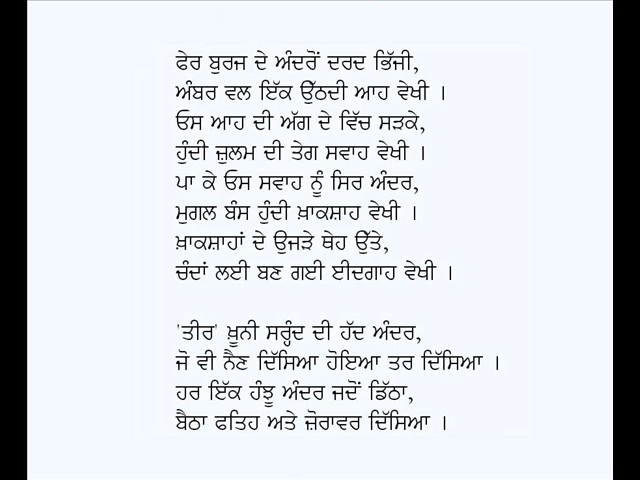 ਫੇਰ ਬੁਰਜ ਦੇ ਅੰਦਰੋਂ ਦਰਦ ਭਿੱਜੀ,
ਅੰਬਰ ਵਲ ਇੱਕ ਉੱਠਦੀ ਆਹ ਵੇਖੀ ।
ਓਸ ਆਹ ਦੀ ਅੱਗ ਦੇ ਵਿੱਚ ਸੜਕੇ,
ਹੁੰਦੀ ਜ਼ੁਲਮ ਦੀ ਤੇਗ ਸਵਾਹ ਵੇਖੀ ।
ਪਾ ਕੇ ਓਸ ਸਵਾਹ ਨੂੰ ਸਿਰ ਅੰਦਰ,
ਮੁਗਲ ਬੰਸ ਹੁੰਦੀ ਖ਼ਾਕਸ਼ਾਹ ਵੇਖੀ ।
ਖ਼ਾਕਸ਼ਾਹਾਂ ਦੇ ਉਜੜੇ ਥੇਹ ਉੱਤੇ,
ਚੰਦਾਂ ਲਈ ਬਣ ਗਈ ਈਦਗਾਹ ਵੇਖੀ ।

'ਤੀਰ' ਖ਼ੂਨੀ ਸਰ੍ਹੰਦ ਦੀ ਹੱਦ ਅੰਦਰ,
ਜੋ ਵੀ ਨੈਣ ਦਿੱਸਿਆ ਹੋਇਆ ਤਰ ਦਿੱਸਿਆ ।
ਹਰ ਇੱਕ ਹੰਝੂ ਅੰਦਰ ਜਦੋਂ ਡਿੱਠਾ,
ਬੈਠਾ ਫਤਿਹ ਅਤੇ ਜ਼ੋਰਾਵਰ ਦਿੱਸਿਆ ।